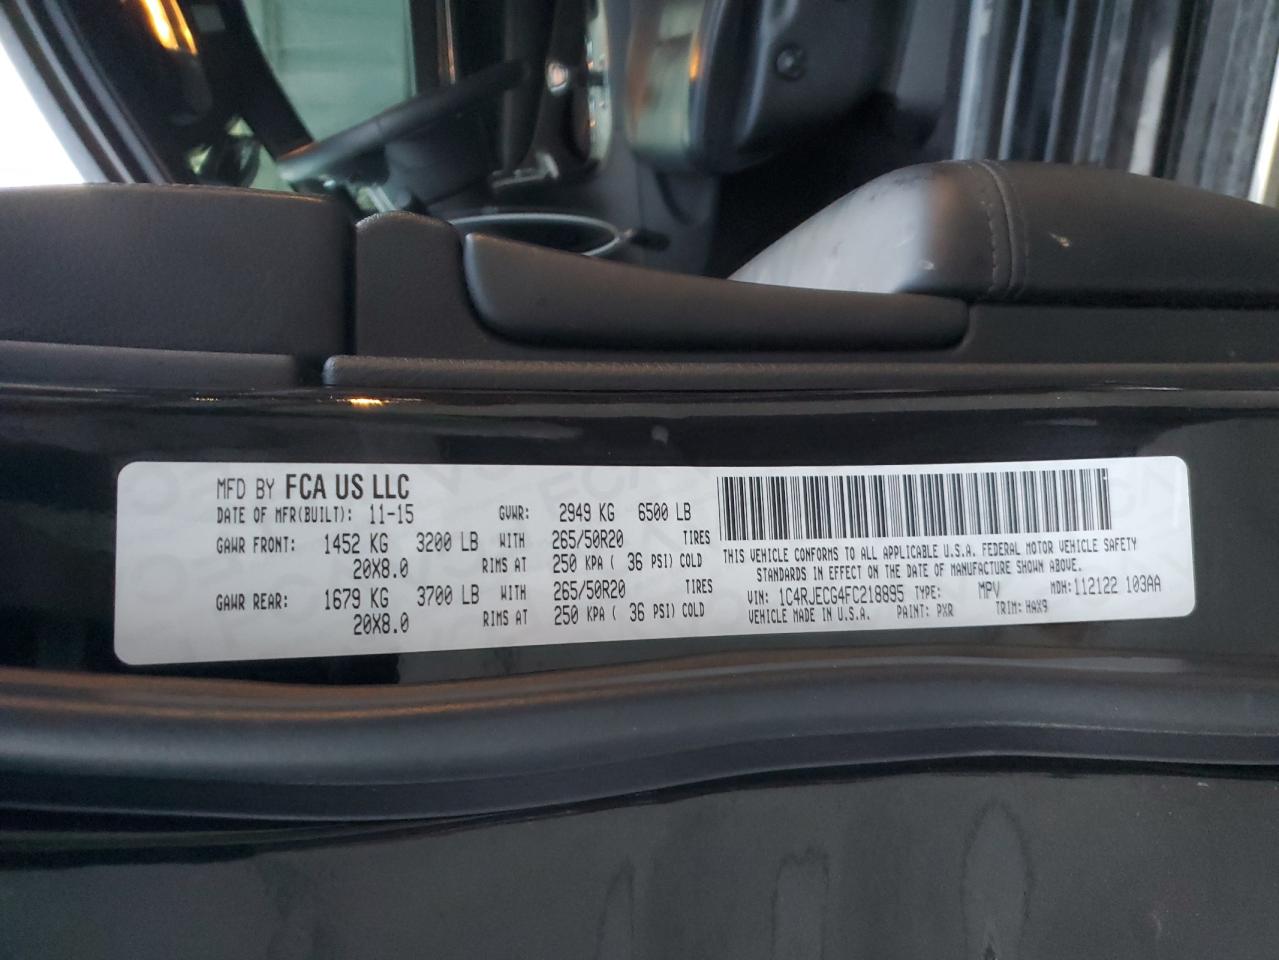 MFD BY FCA US LLC
DATE OF MFR(BUILT): 11-15 GVWR: 2949 KG 6500 LB
GAWR FRONT: 1452 KG 3200 LB WITH 265/50R20 TIRES
20X8.0 RIMS AT 250 KPA ( 36 PSI) COLD
GAWR REAR: 1679 KG 3700 LB WITH 265/50R20 TIRES
20X8.0 RIMS AT 250 KPA ( 36 PSI) COLD
THIS VEHICLE CONFORMS TO ALL APPLICABLE U.S.A. FEDERAL MOTOR VEHICLE SAFETY
STANDARDS IN EFFECT ON THE DATE OF MANUFACTURE SHOWN ABOVE.
VIN: 1C4RJECG4FC218895 TYPE: MPV MDH: 112122 103AA
VEHICLE MADE IN U.S.A. PAINT: PXR TRIM: HAX9